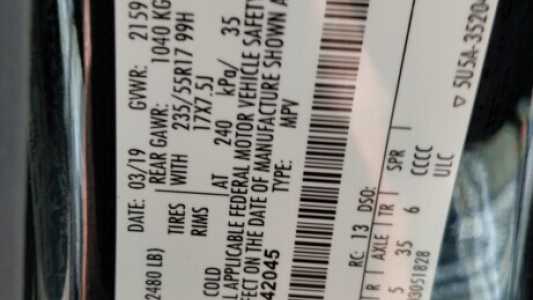 DATE: 03/19 GVWR: 2159
REAR GAWR: 1040 KG
2480 LB) TIRES WITH 235/55R17 99H
RIMS 17X7.5J
COLD AT 240 kPa/ 35
APPLICABLE FEDERAL MOTOR VEHICLE SAFETY
ON THE DATE OF MANUFACTURE SHOWN
42045 TYPE: MPV
RC: 13 DSO:
R AXLE TR SPR
5 35 6 CCCC
03051828 ULC
5U5A-3520